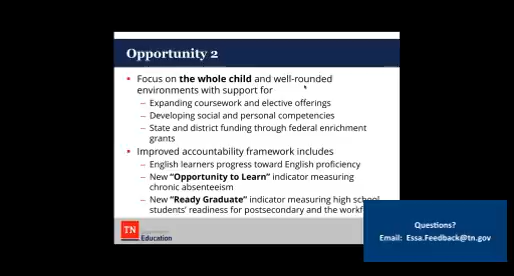 Opportunity 2
Focus on the whole child and well-rounded
environments with support for
– Expanding coursework and elective offerings
– Developing social and personal competencies
– State and district funding through federal enrichment
grants
Improved accountability framework includes
– English learners progress toward English proficiency
– New “Opportunity to Learn” indicator measuring
chronic absenteeism
– New “Ready Graduate” indicator measuring high school
students’ readiness for postsecondary and the
TN
Education
Questions?
Email: Essa.Feedback@tn.gov